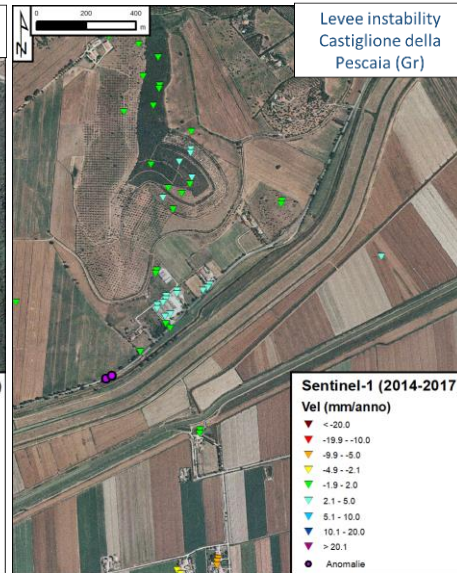 N
0 200 400
m
Levee instability
Castiglione della
Pescaia (Gr)
Sentinel-1 (2014-2017)
Vel (mm/anno)
< -20.0
-19.9 - -10.0
-9.9 - -5.0
-4.9 - -2.1
-1.9 - 2.0
2.1 - 5.0
5.1 - 10.0
10.1 - 20.0
> 20.1
Anomalie